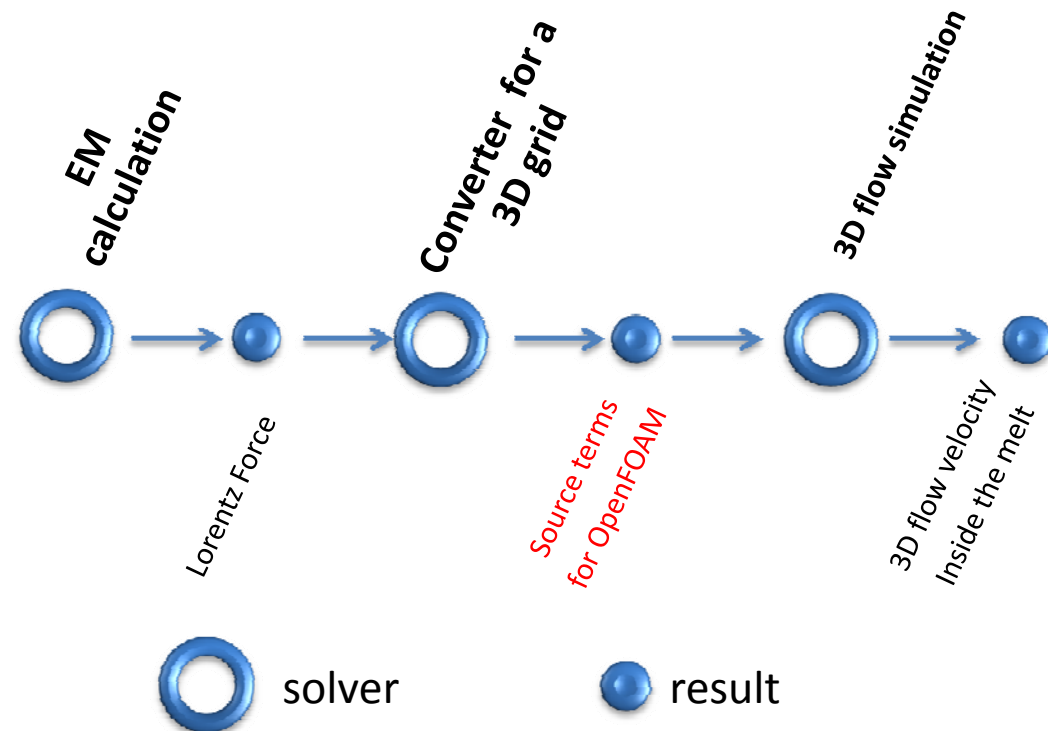 EM
calculation
Converter for a
3D grid
3D flow simulation
Lorentz Force
Source terms
for OpenFOAM
3D flow velocity
Inside the melt
solver
result